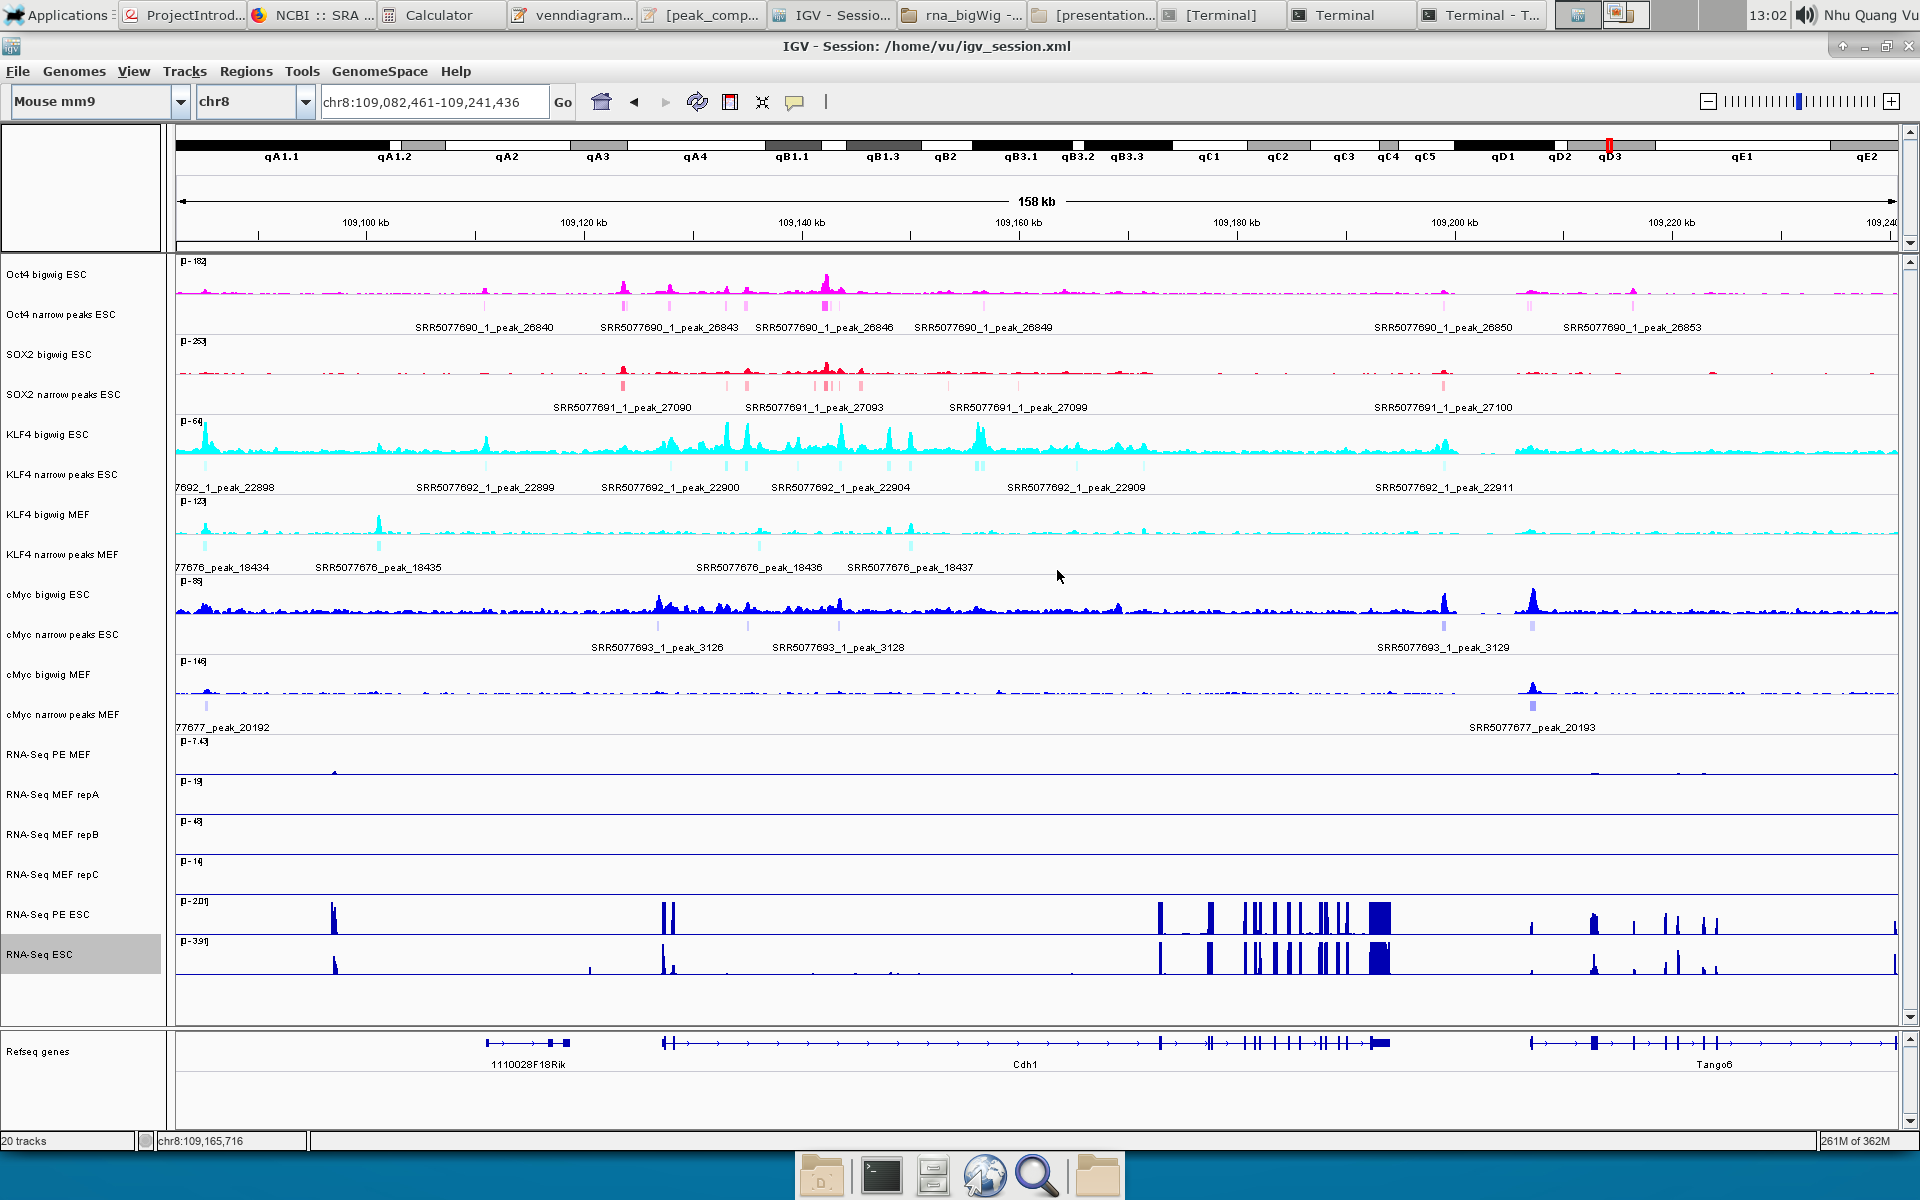 Applications
ProjectIntrod...
NCBI :: SRA ...
Calculator
venndiagram...
[peak_comp...
IGV - Sessio...
rna_bigWig -...
[presentation...
[Terminal]
Terminal
Terminal - T...
13:02
Nhu Quang Vu
IGV - Session: /home/vu/igv_session.xml
File Genomes View Tracks Regions Tools GenomeSpace Help
Mouse mm9
chr8
chr8:109,082,461-109,241,436
Go
qA1.1 qA1.2 qA2 qA3 qA4 qB1.1 qB1.3 qB2 qB3.1 qB3.2 qB3.3 qC1 qC2 qC3 qC4 qC5 qD1 qD2 qD3 qE1 qE2
158 kb
109,100 kb 109,120 kb 109,140 kb 109,160 kb 109,180 kb 109,200 kb 109,220 kb 109,240
[0 - 182]
Oct4 bigwig ESC
Oct4 narrow peaks ESC
SRR5077690_1_peak_26840 SRR5077690_1_peak_26843 SRR5077690_1_peak_26846 SRR5077690_1_peak_26849 SRR5077690_1_peak_26850 SRR5077690_1_peak_26853
[0 - 253]
SOX2 bigwig ESC
SOX2 narrow peaks ESC
SRR5077691_1_peak_27090 SRR5077691_1_peak_27093 SRR5077691_1_peak_27099 SRR5077691_1_peak_27100
[0 - 64]
KLF4 bigwig ESC
KLF4 narrow peaks ESC
7692_1_peak_22898 SRR5077692_1_peak_22899 SRR5077692_1_peak_22900 SRR5077692_1_peak_22904 SRR5077692_1_peak_22909 SRR5077692_1_peak_22911
[0 - 123]
KLF4 bigwig MEF
KLF4 narrow peaks MEF
77676_peak_18434 SRR5077676_peak_18435 SRR5077676_peak_18436 SRR5077676_peak_18437
[0 - 85]
cMyc bigwig ESC
cMyc narrow peaks ESC
SRR5077693_1_peak_3126 SRR5077693_1_peak_3128 SRR5077693_1_peak_3129
[0 - 146]
cMyc bigwig MEF
cMyc narrow peaks MEF
77677_peak_20192 SRR5077677_peak_20193
[0 - 7.43]
RNA-Seq PE MEF
[0 - 19]
RNA-Seq MEF repA
[0 - 48]
RNA-Seq MEF repB
[0 - 14]
RNA-Seq MEF repC
[0 - 2.01]
RNA-Seq PE ESC
[0 - 3.91]
RNA-Seq ESC
Refseq genes
1110028F18Rik Cdh1 Tango6
20 tracks
chr8:109,165,716
261M of 362M